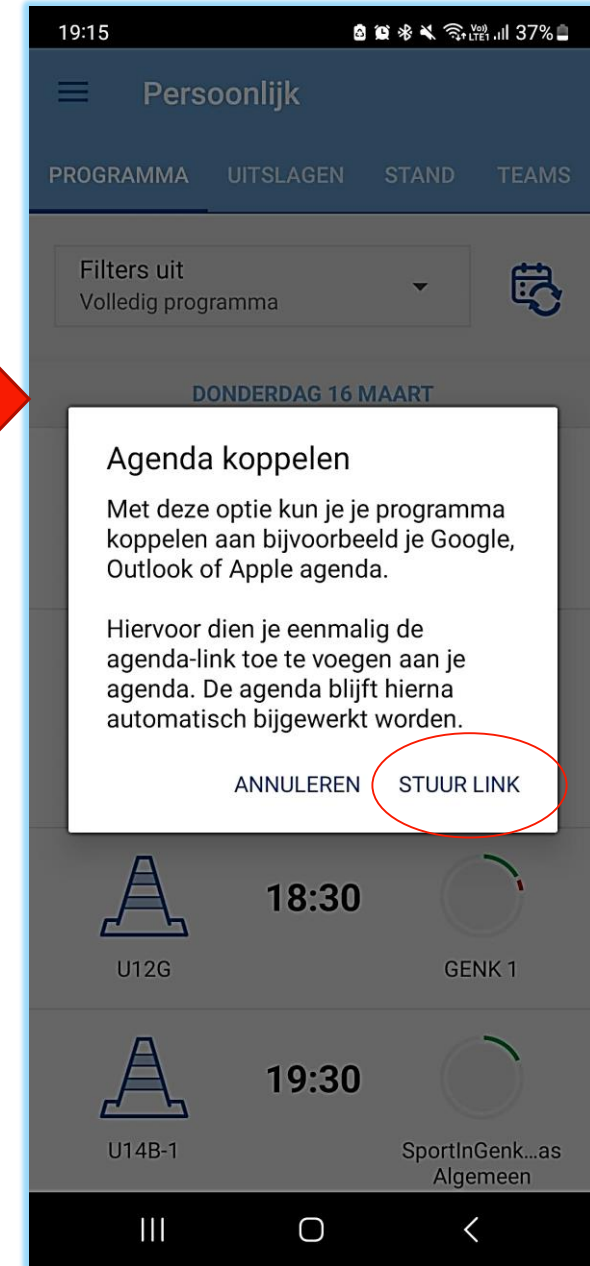 19:15
Vo)) LTE1 37%
Persoonlijk
PROGRAMMA UITSLAGEN STAND TEAMS
Filters uit
Volledig programma
DONDERDAG 16 MAART
Agenda koppelen
Met deze optie kun je je programma
koppelen aan bijvoorbeeld je Google,
Outlook of Apple agenda.
Hiervoor dien je eenmalig de
agenda-link toe te voegen aan je
agenda. De agenda blijft hierna
automatisch bijgewerkt worden.
ANNULEREN STUUR LINK
18:30
U12G GENK 1
19:30
U14B-1 SportInGenk...as
Algemeen